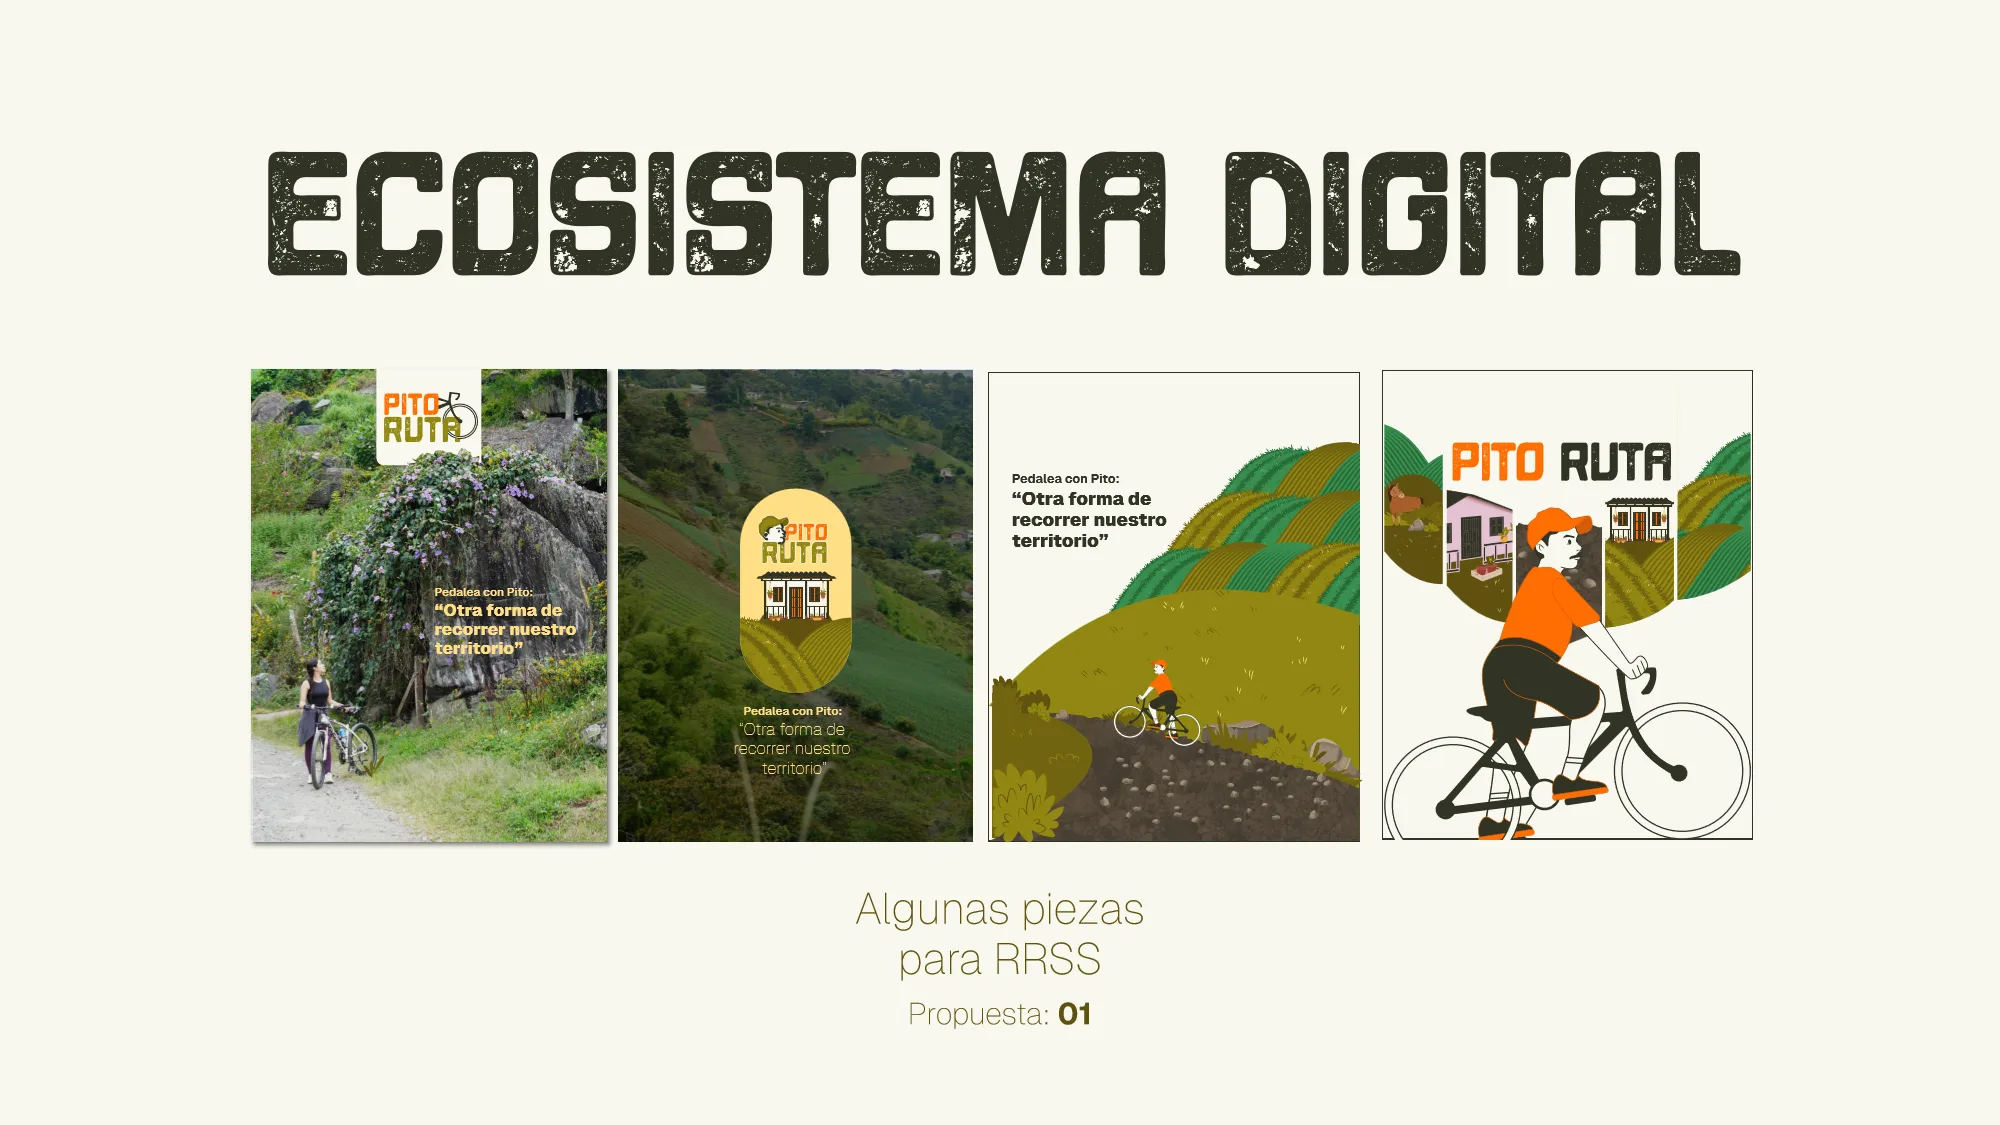 ECOSISTEMA DIGITAL
PITO
RUTA
Pedalea con Pito:
“Otra forma de
recorrer nuestro
territorio”
PITO
RUTA
Pedalea con Pito:
“Otra forma de
recorrer nuestro
territorio”
Pedalea con Pito:
“Otra forma de
recorrer nuestro
territorio”
PITO RUTA
Algunas piezas
para RRSS
Propuesta: 01